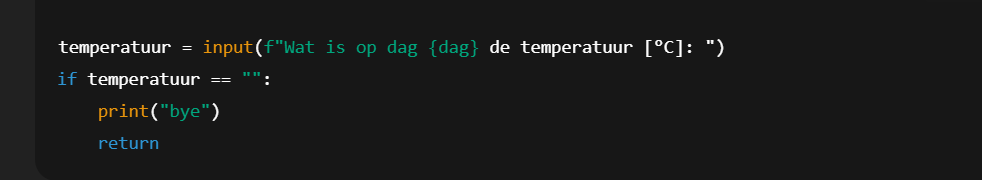 temperatuur = input(f"Wat is op dag {dag} de temperatuur [°C]: ")
if temperatuur == "":
    print("bye")
    return